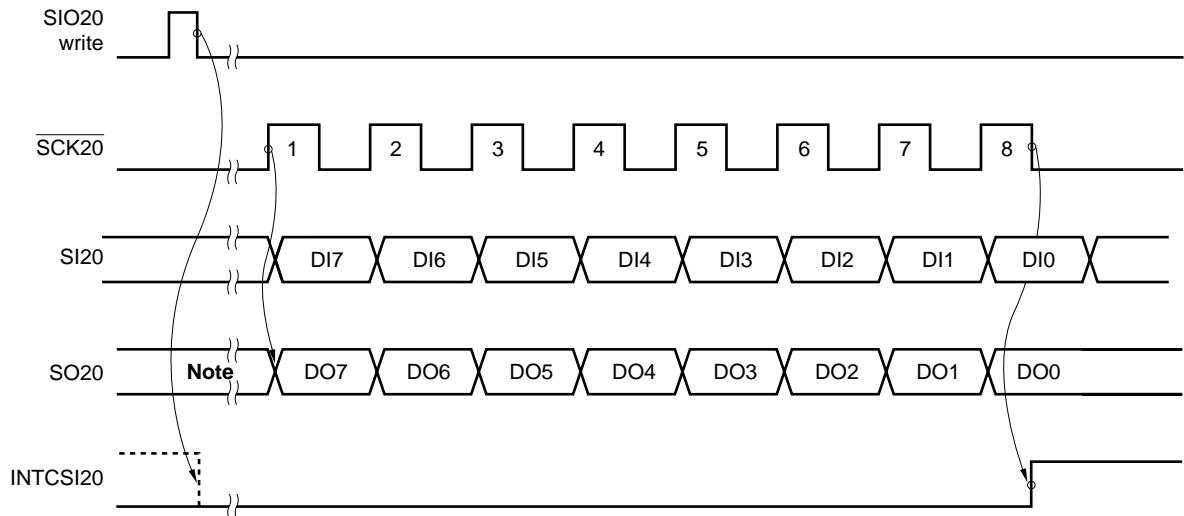 SIO20
write
SCK20
1 2 3 4 5 6 7 8
SI20
DI7 DI6 DI5 DI4 DI3 DI2 DI1 DI0
SO20
Note DO7 DO6 DO5 DO4 DO3 DO2 DO1 DO0
INTCSI20